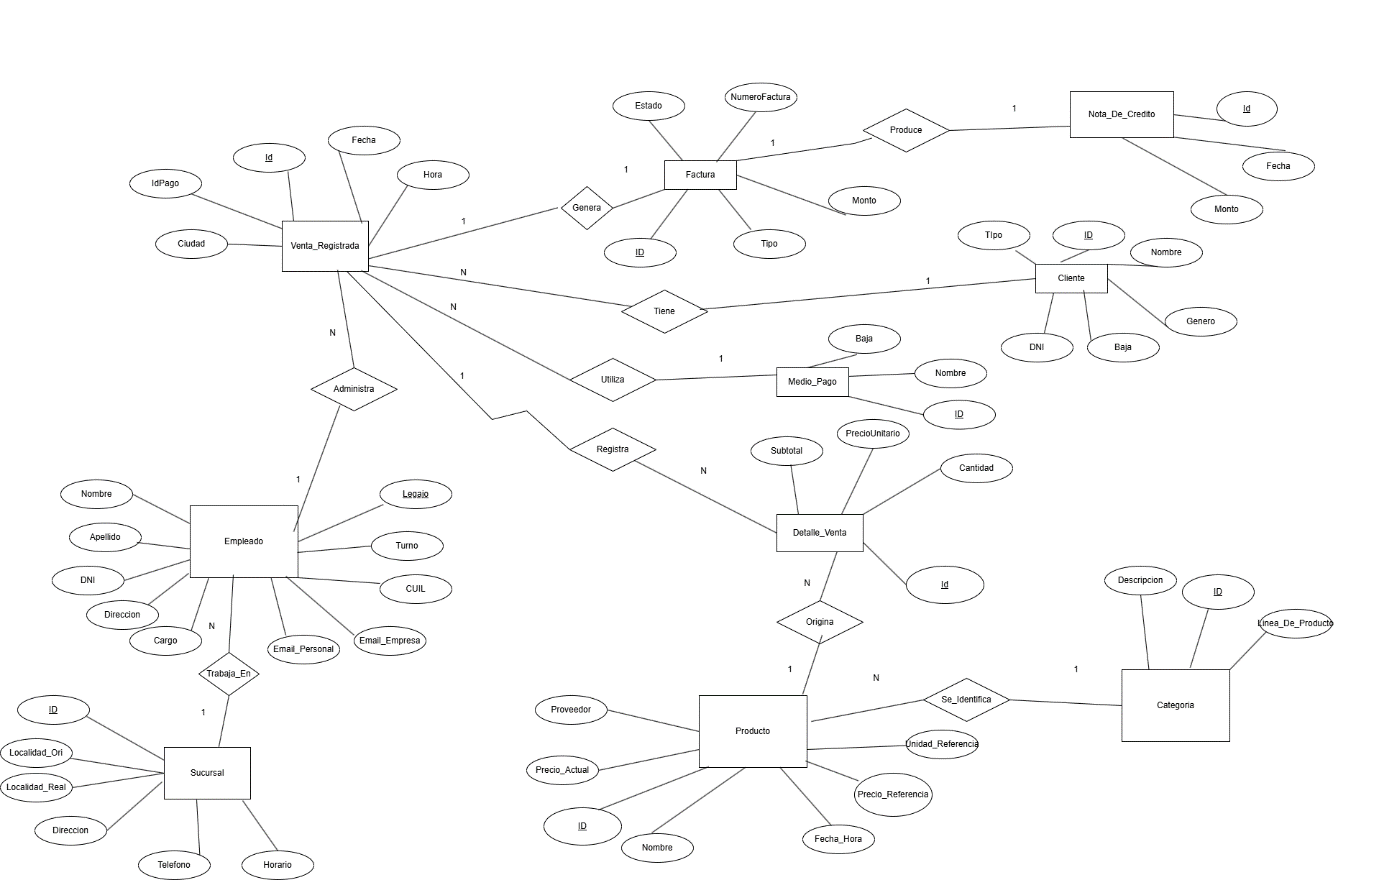 Estado
NumeroFactura
Produce
1
1
Nota_De_Credito
Id
Fecha
Monto
Id
Fecha
Hora
IdPago
Ciudad
Venta_Registrada
1
Genera
1
Factura
Monto
ID
Tipo
TIpo
ID
Nombre
Cliente
Genero
DNI
Baja
N
Tiene
1
N
Utiliza
1
Baja
Medio_Pago
Nombre
ID
N
Administra
1
1
Registra
N
Subtotal
PrecioUnitario
Cantidad
Detalle_Venta
Id
Nombre
Apellido
DNI
Direccion
Cargo
Empleado
Legajo
Turno
CUIL
Email_Empresa
Email_Personal
N
Trabaja_En
1
N
Origina
1
Descripcion
ID
Linea_De_Producto
Categoria
N
Se_Identifica
1
ID
Localidad_Ori
Localidad_Real
Direccion
Sucursal
Telefono
Horario
Proveedor
Precio_Actual
ID
Nombre
Producto
Unidad_Referencia
Precio_Referencia
Fecha_Hora